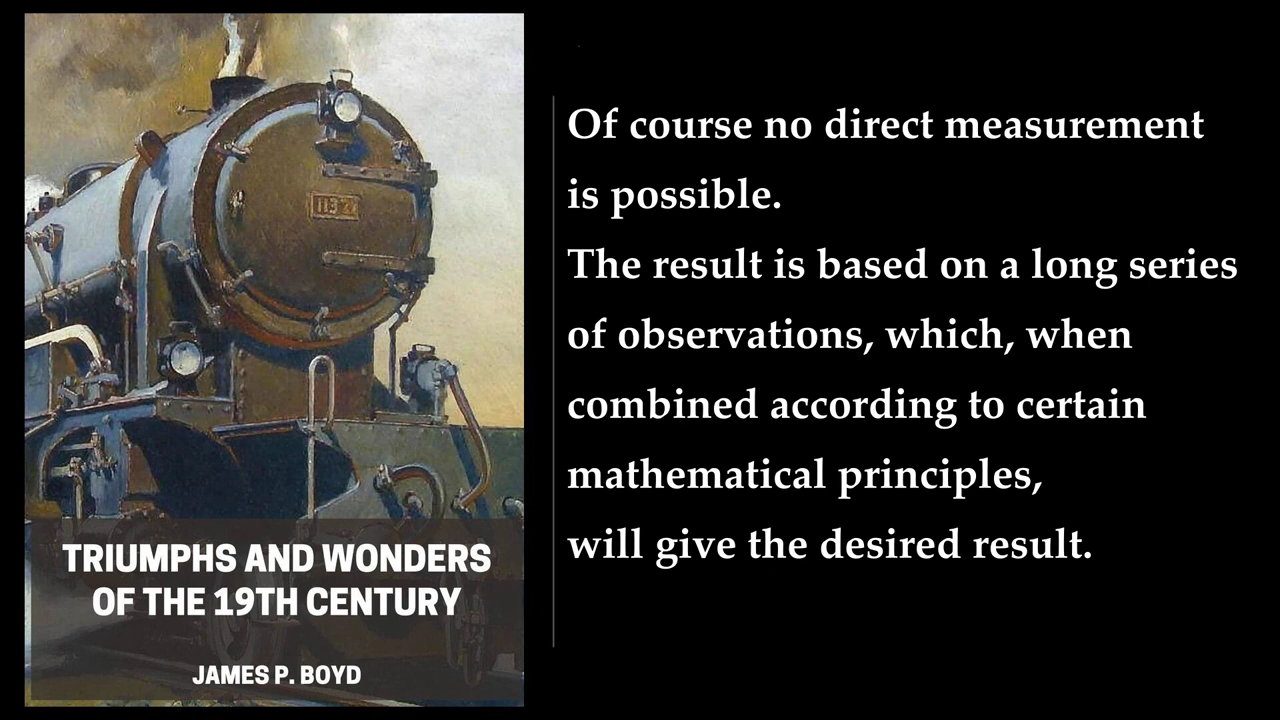 TRIUMPHS AND WONDERS
OF THE 19TH CENTURY
JAMES P. BOYD
Of course no direct measurement
is possible.
The result is based on a long series
of observations, which, when
combined according to certain
mathematical principles,
will give the desired result.